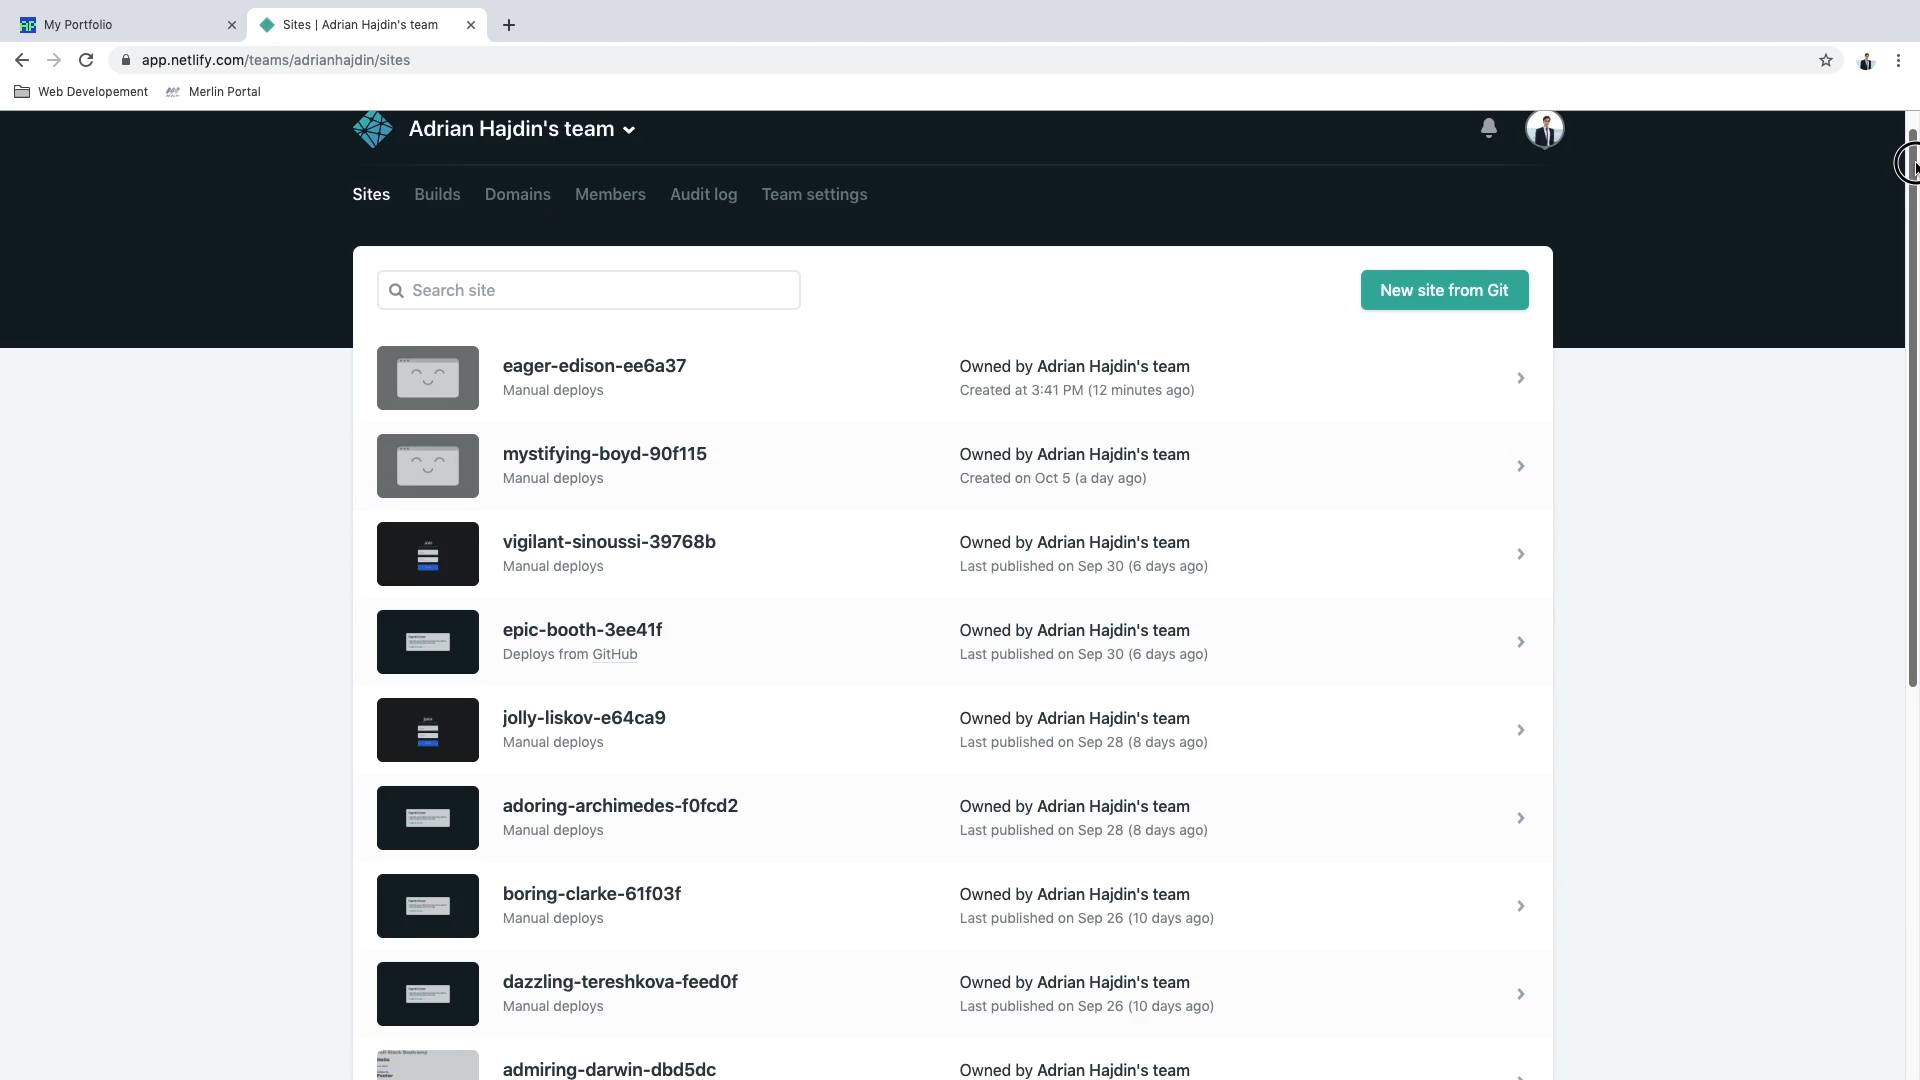 My Portfolio
Sites | Adrian Hajdin's team
app.netlify.com/teams/adrianhajdin/sites
Web Developement
Merlin Portal
Adrian Hajdin's team
Sites Builds Domains Members Audit log Team settings
Search site
New site from Git
eager-edison-ee6a37
Manual deploys
Owned by Adrian Hajdin's team
Created at 3:41 PM (12 minutes ago)
mystifying-boyd-90f115
Manual deploys
Owned by Adrian Hajdin's team
Created on Oct 5 (a day ago)
vigilant-sinoussi-39768b
Manual deploys
Owned by Adrian Hajdin's team
Last published on Sep 30 (6 days ago)
epic-booth-3ee41f
Deploys from GitHub
Owned by Adrian Hajdin's team
Last published on Sep 30 (6 days ago)
jolly-liskov-e64ca9
Manual deploys
Owned by Adrian Hajdin's team
Last published on Sep 28 (8 days ago)
adoring-archimedes-f0fcd2
Manual deploys
Owned by Adrian Hajdin's team
Last published on Sep 28 (8 days ago)
boring-clarke-61f03f
Manual deploys
Owned by Adrian Hajdin's team
Last published on Sep 26 (10 days ago)
dazzling-tereshkova-feed0f
Manual deploys
Owned by Adrian Hajdin's team
Last published on Sep 26 (10 days ago)
admiring-darwin-dbd5dc
Owned by Adrian Hajdin's team